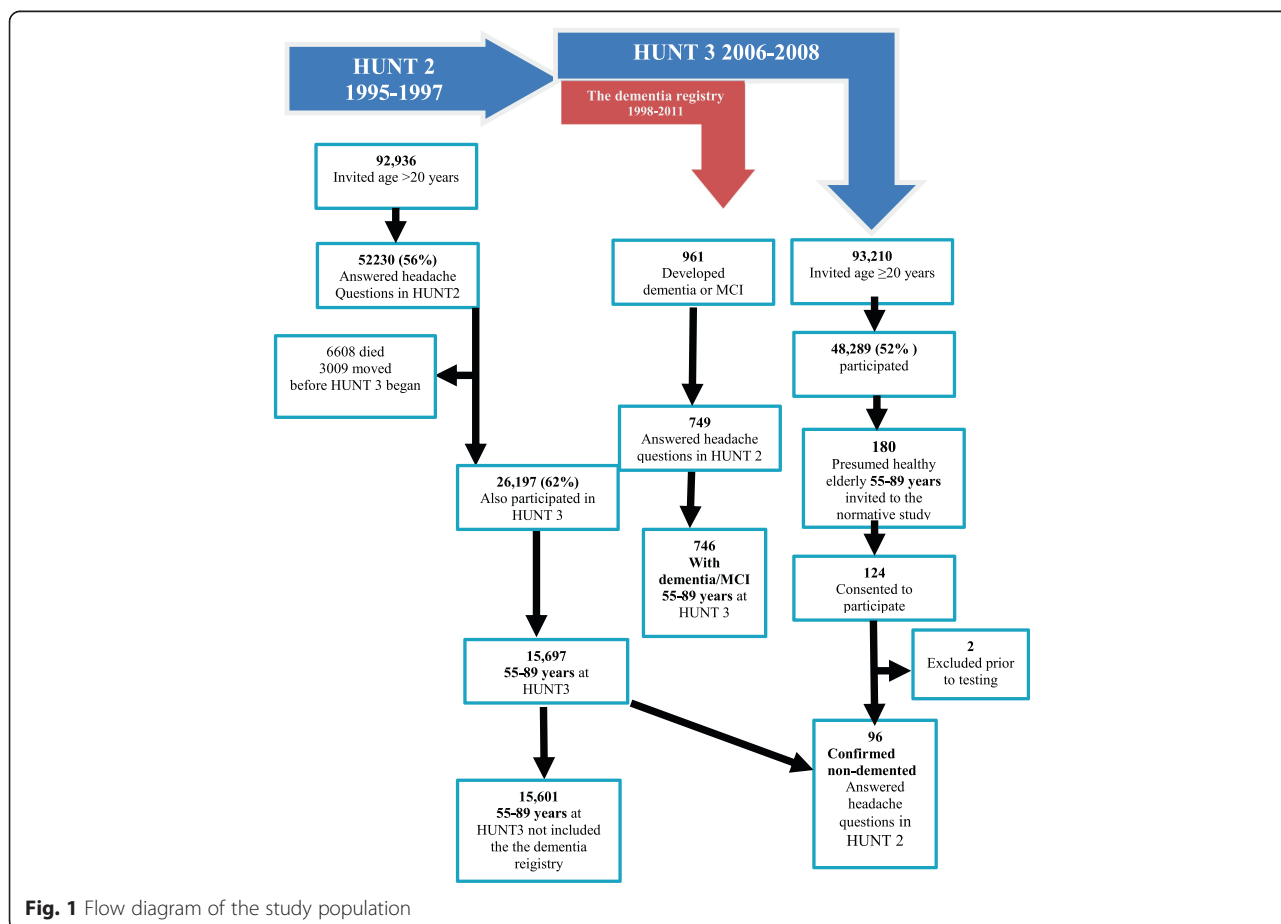 HUNT 2
1995-1997
HUNT 3 2006-2008
The dementia registry
1998-2011
92,936
Invited age >20 years
52230 (56%)
Answered headache
Questions in HUNT2
6608 died
3009 moved
before HUNT 3 began
26,197 (62%)
Also participated in
HUNT 3
15,697
55-89 years at
HUNT3
15,601
55-89 years at
HUNT3 not included
the the dementia
reigistry
961
Developed
dementia or MCI
749
Answered headache
questions in HUNT 2
746
With
dementia/MCI
55-89 years at
HUNT 3
93,210
Invited age ≥20 years
48,289 (52% )
participated
180
Presumed healthy
elderly 55-89 years
invited to the
normative study
124
Consented to
participate
2
Excluded prior
to testing
96
Confirmed
non-demented
Answered
headache
questions in
HUNT 2
Fig. 1 Flow diagram of the study population